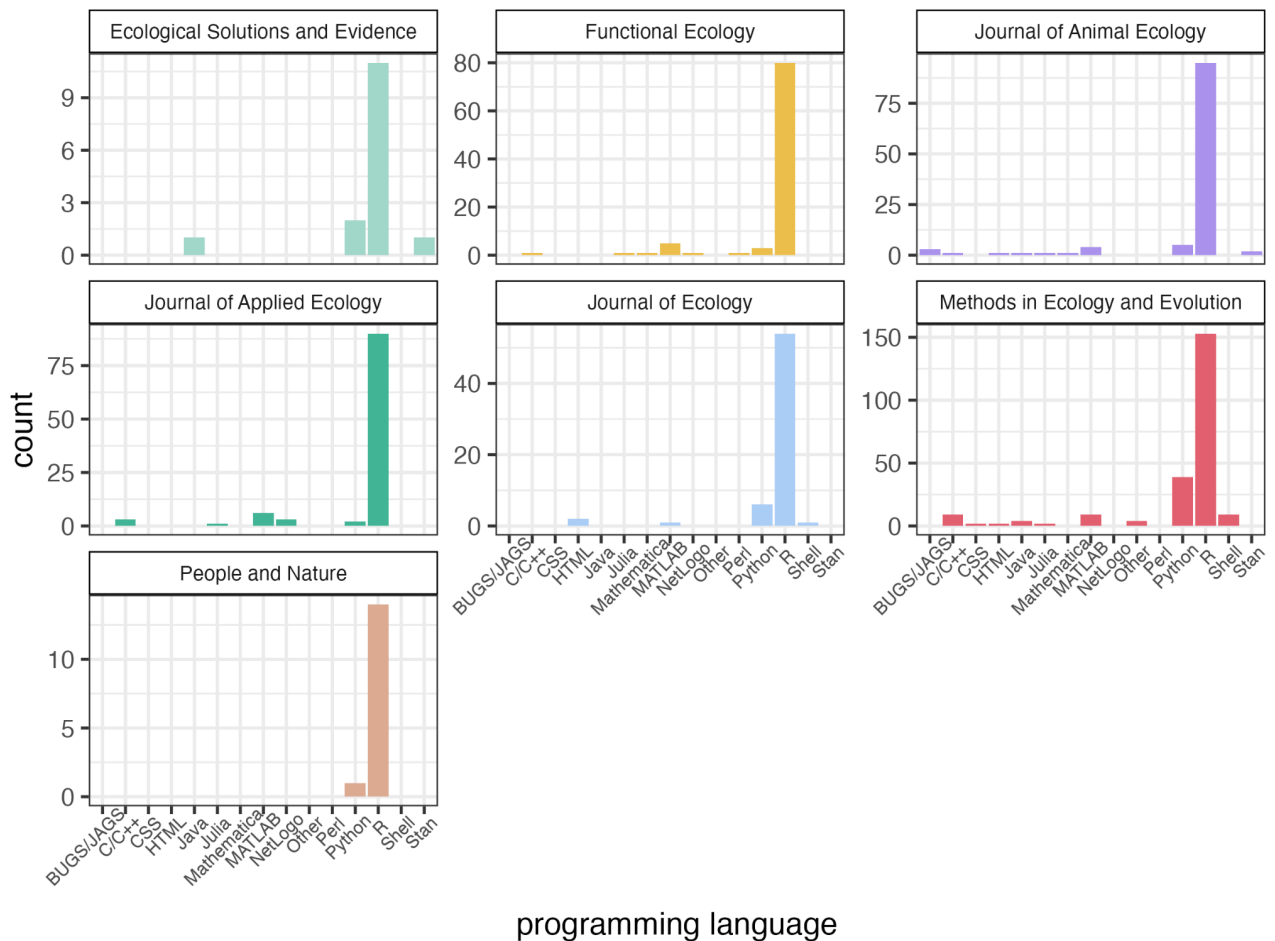 Ecological Solutions and Evidence
Functional Ecology
Journal of Animal Ecology
9
6
3
0
80
60
40
20
0
75
50
25
0
Journal of Applied Ecology
Journal of Ecology
Methods in Ecology and Evolution
75
50
25
0
40
20
0
150
100
50
0
BUGS/JAGS
C/C++
CSS
HTML
Java
Julia
Mathematica
MATLAB
NetLogo
Other
Perl
Python
R
Shell
Stan
BUGS/JAGS
C/C++
CSS
HTML
Java
Julia
Mathematica
MATLAB
NetLogo
Other
Perl
Python
R
Shell
Stan
People and Nature
10
5
0
BUGS/JAGS
C/C++
CSS
HTML
Java
Julia
Mathematica
MATLAB
NetLogo
Other
Perl
Python
R
Shell
Stan
count
programming language